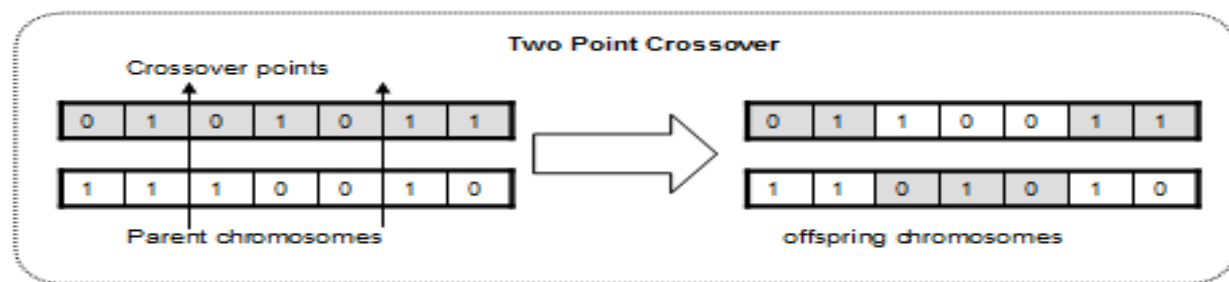 Two Point Crossover
Crossover points
0 1 0 1 0 1 1
0 1 1 0 0 1 1
1 1 1 0 0 1 0
1 1 0 1 0 1 0
Parent chromosomes
offspring chromosomes